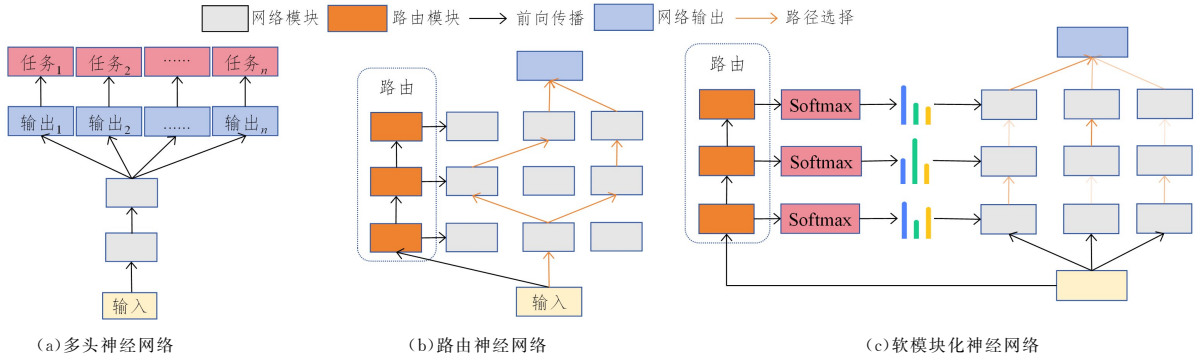 网络模块 路由模块 前向传播 网络输出 路径选择
任务1 任务2 …… 任务n
输出1 输出2 …… 输出n
输入
(a)多头神经网络
路由
输入
(b)路由神经网络
路由
Softmax
Softmax
Softmax
(c)软模块化神经网络